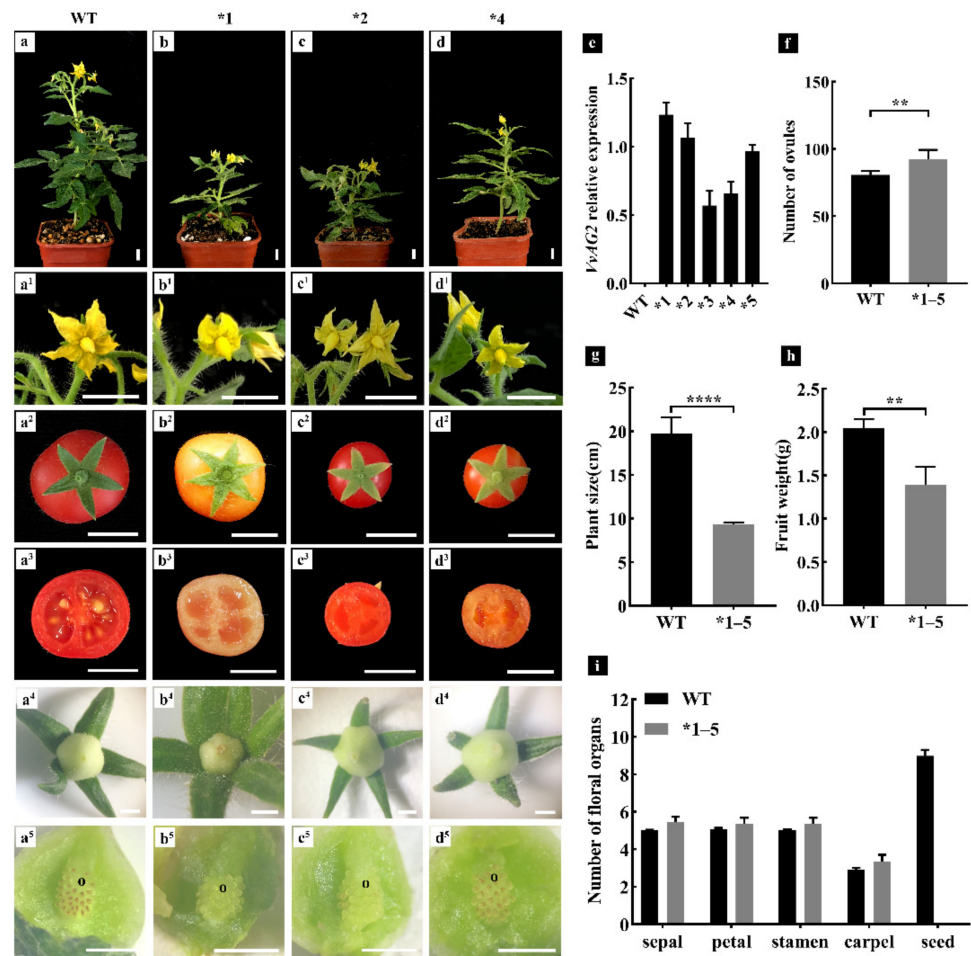 WT *1 *2 *4
a b c d
a1 b1 c1 d1
a2 b2 c2 d2
a3 b3 c3 d3
a4 b4 c4 d4
a5 b5 c5 d5
o o o o
e
VvAG2 relative expression
1.5
1.0
0.5
0.0
WT *1 *2 *3 *4 *5
f
Number of ovules
150
100
50
0
**
WT *1–5
g
Plant size(cm)
25
20
15
10
5
0
****
WT *1–5
h
Fruit weight(g)
2.5
2.0
1.5
1.0
0.5
0.0
**
WT *1–5
i
Number of floral organs
12
10
8
6
4
2
0
WT
*1–5
sepal petal stamen carpel seed